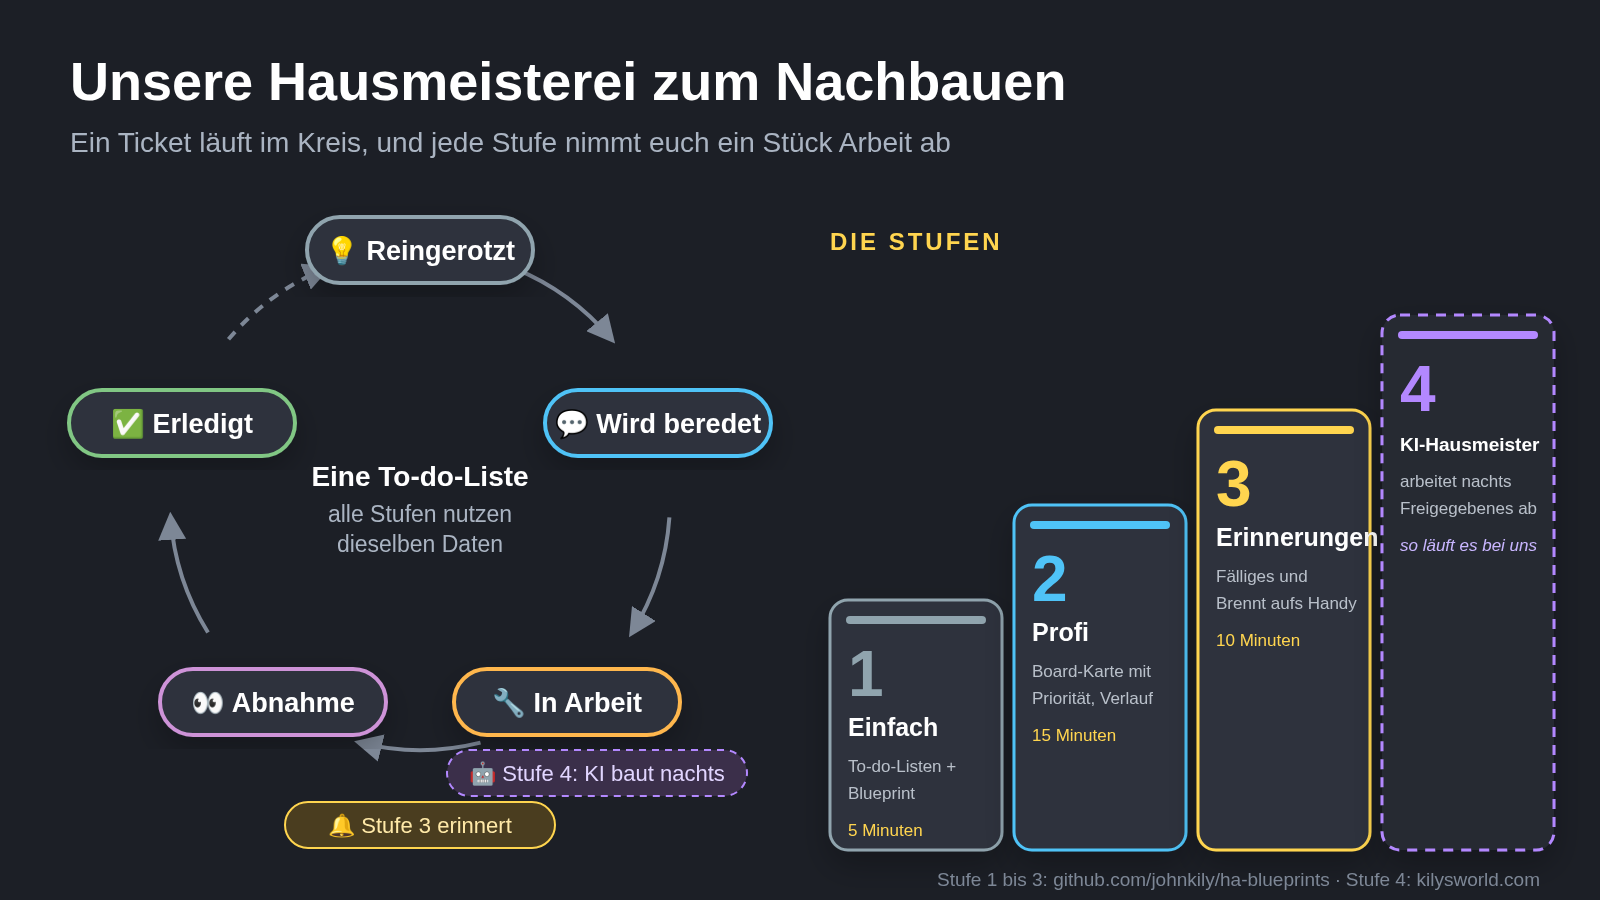 Unsere Hausmeisterei zum Nachbauen
Ein Ticket läuft im Kreis, und jede Stufe nimmt euch ein Stück Arbeit ab
💡 Reingerotzt
💬 Wird beredet
🔧 In Arbeit
👀 Abnahme
✅ Erledigt
Eine To-do-Liste
alle Stufen nutzen
dieselben Daten
🤖 Stufe 4: KI baut nachts
🔔 Stufe 3 erinnert
DIE STUFEN
1
Einfach
To-do-Listen +
Blueprint
5 Minuten
2
Profi
Board-Karte mit
Priorität, Verlauf
15 Minuten
3
Erinnerungen
Fälliges und
Brennt aufs Handy
10 Minuten
4
KI-Hausmeister
arbeitet nachts
Freigegebenes ab
so läuft es bei uns
Stufe 1 bis 3: github.com/johnkily/ha-blueprints · Stufe 4: kilysworld.com